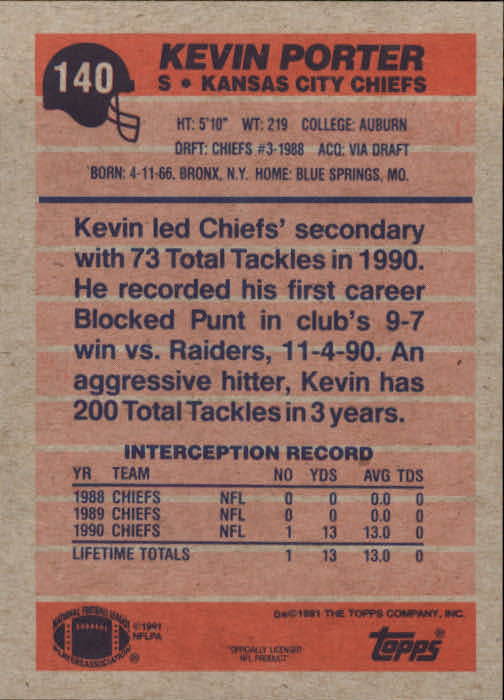 140
KEVIN PORTER
S • KANSAS CITY CHIEFS
HT: 5'10" WT: 219 COLLEGE: AUBURN
DRFT: CHIEFS #3-1988 ACQ: VIA DRAFT
BORN: 4-11-66, BRONX, N.Y. HOME: BLUE SPRINGS, MO.
Kevin led Chiefs' secondary
with 73 Total Tackles in 1990.
He recorded his first career
Blocked Punt in club's 9-7
win vs. Raiders, 11-4-90. An
aggressive hitter, Kevin has
200 Total Tackles in 3 years.
INTERCEPTION RECORD
YR TEAM NO YDS AVG TDS
1988 CHIEFS NFL 0 0 0.0 0
1989 CHIEFS NFL 0 0 0.0 0
1990 CHIEFS NFL 1 13 13.0 0
LIFETIME TOTALS 1 13 13.0 0
NATIONAL FOOTBALL LEAGUE
PLAYERS ASSOCIATION
©1991
NFLPA
©1991 THE TOPPS COMPANY, INC.
"OFFICIALLY LICENSED
NFL PRODUCT"
TOPPS